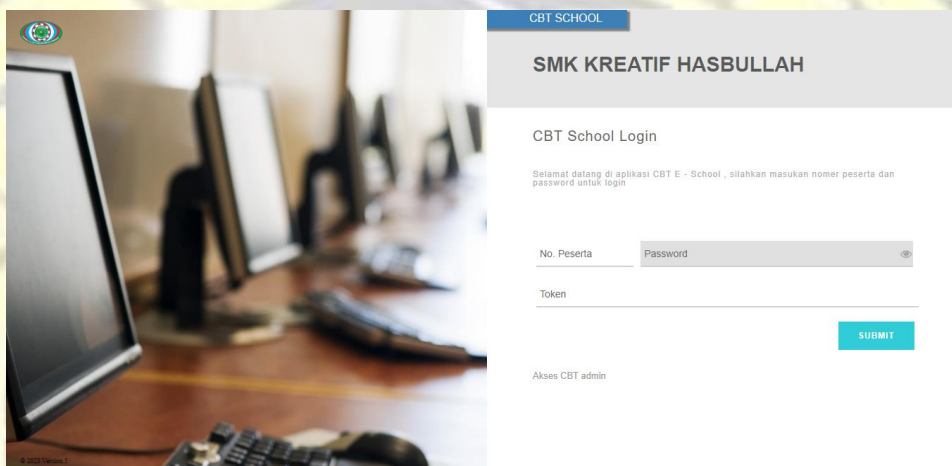 CBT SCHOOL
SMK KREATIF HASBULLAH
CBT School Login
Selamat datang di aplikasi CBT E - School , silahkan masukan nomer peserta dan
password untuk login
No. Peserta
Password
Token
SUBMIT
Akses CBT admin